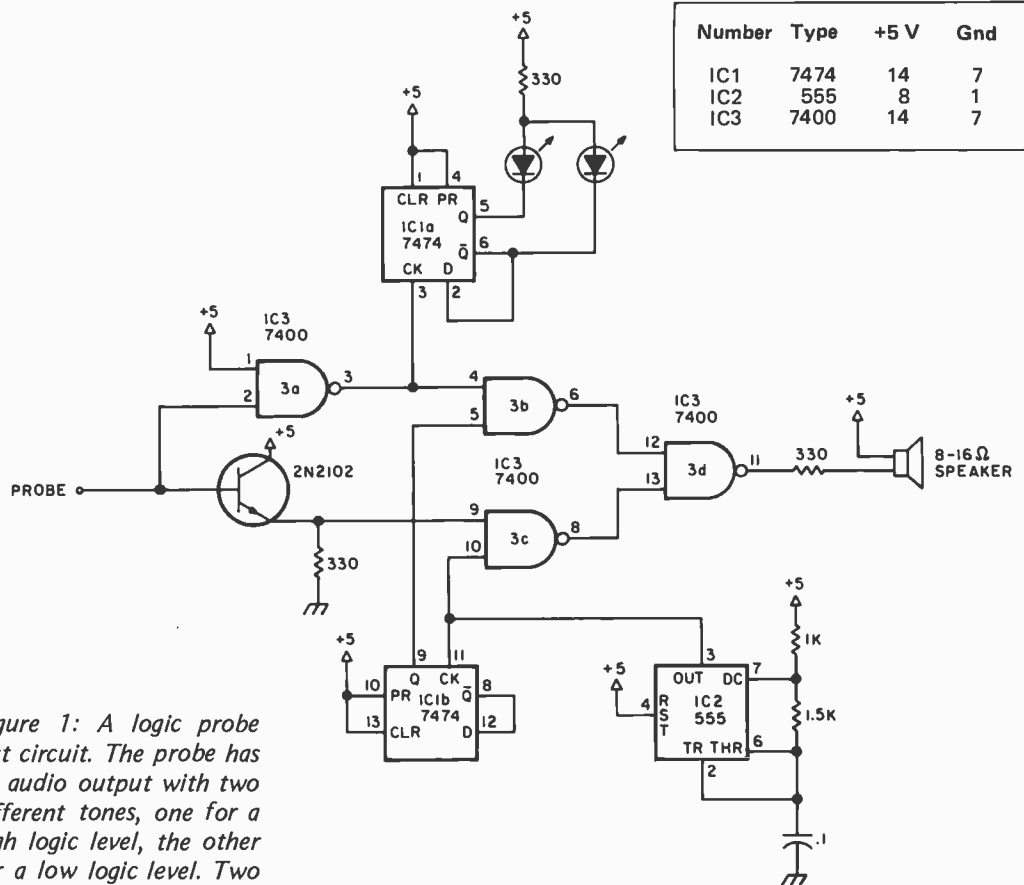 Number Type +5 V Gnd
IC1 7474 14 7
IC2 555 8 1
IC3 7400 14 7
+5
330
+5
1 4
CLR PR
Q 5
IC1a
7474
Q̅ 6
CK D
3 2
+5
IC3
7400
1
2
3a
3
+5
2N2102
PROBE
330
4
5
3b
6
IC3
7400
9
10
3c
8
IC3
7400
12
13
3d
11
330
+5
8-16Ω
SPEAKER
+5
9 11
Q CK
10 PR
IC1b
7474
Q̅ 8
13 CLR
D 12
+5
4
R
S
T
3
OUT DC 7
IC2
555
TR THR 6
2
+5
1K
1.5K
.1
gure 1: A logic probe
st circuit. The probe has
audio output with two
fferent tones, one for a
gh logic level, the other
r a low logic level. Two